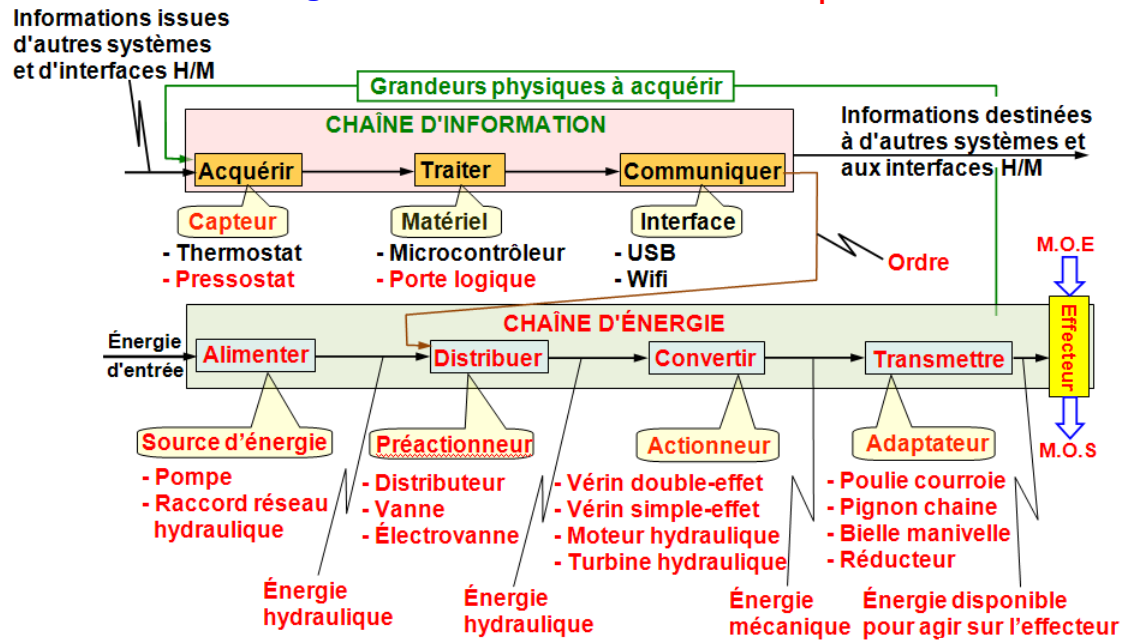 Informations issues
d'autres systèmes
et d'interfaces H/M
Grandeurs physiques à acquérir
Informations destinées
à d'autres systèmes et
aux interfaces H/M
CHAÎNE D'INFORMATION
Acquérir
Traiter
Communiquer
Capteur
Matériel
Interface
- Thermostat
- Pressostat
- Microcontrôleur
- Porte logique
- USB
- Wifi
Ordre
M.O.E
CHAÎNE D'ÉNERGIE
Énergie
d'entrée
Alimenter
Distribuer
Convertir
Transmettre
Effecteur
M.O.S
Source d'énergie
Préactionneur
Actionneur
Adaptateur
- Pompe
- Raccord réseau
hydraulique
- Distributeur
- Vanne
- Électrovanne
- Vérin double-effet
- Vérin simple-effet
- Moteur hydraulique
- Turbine hydraulique
- Poulie courroie
- Pignon chaine
- Bielle manivelle
- Réducteur
Énergie
hydraulique
Énergie
hydraulique
Énergie
mécanique
Énergie disponible
pour agir sur l'effecteur